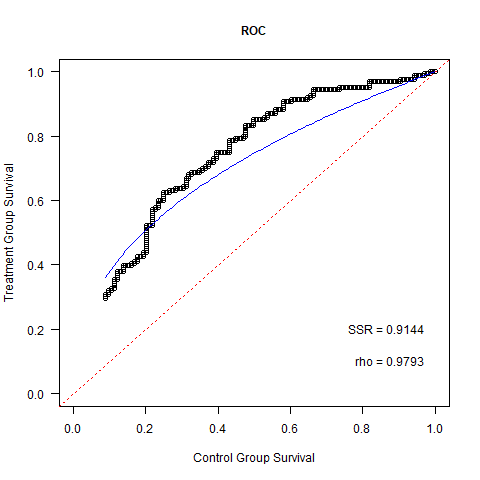 ROC
Treatment Group Survival
1.0
0.8
0.6
0.4
0.2
0.0
SSR = 0.9144
rho = 0.9793
0.0 0.2 0.4 0.6 0.8 1.0
Control Group Survival